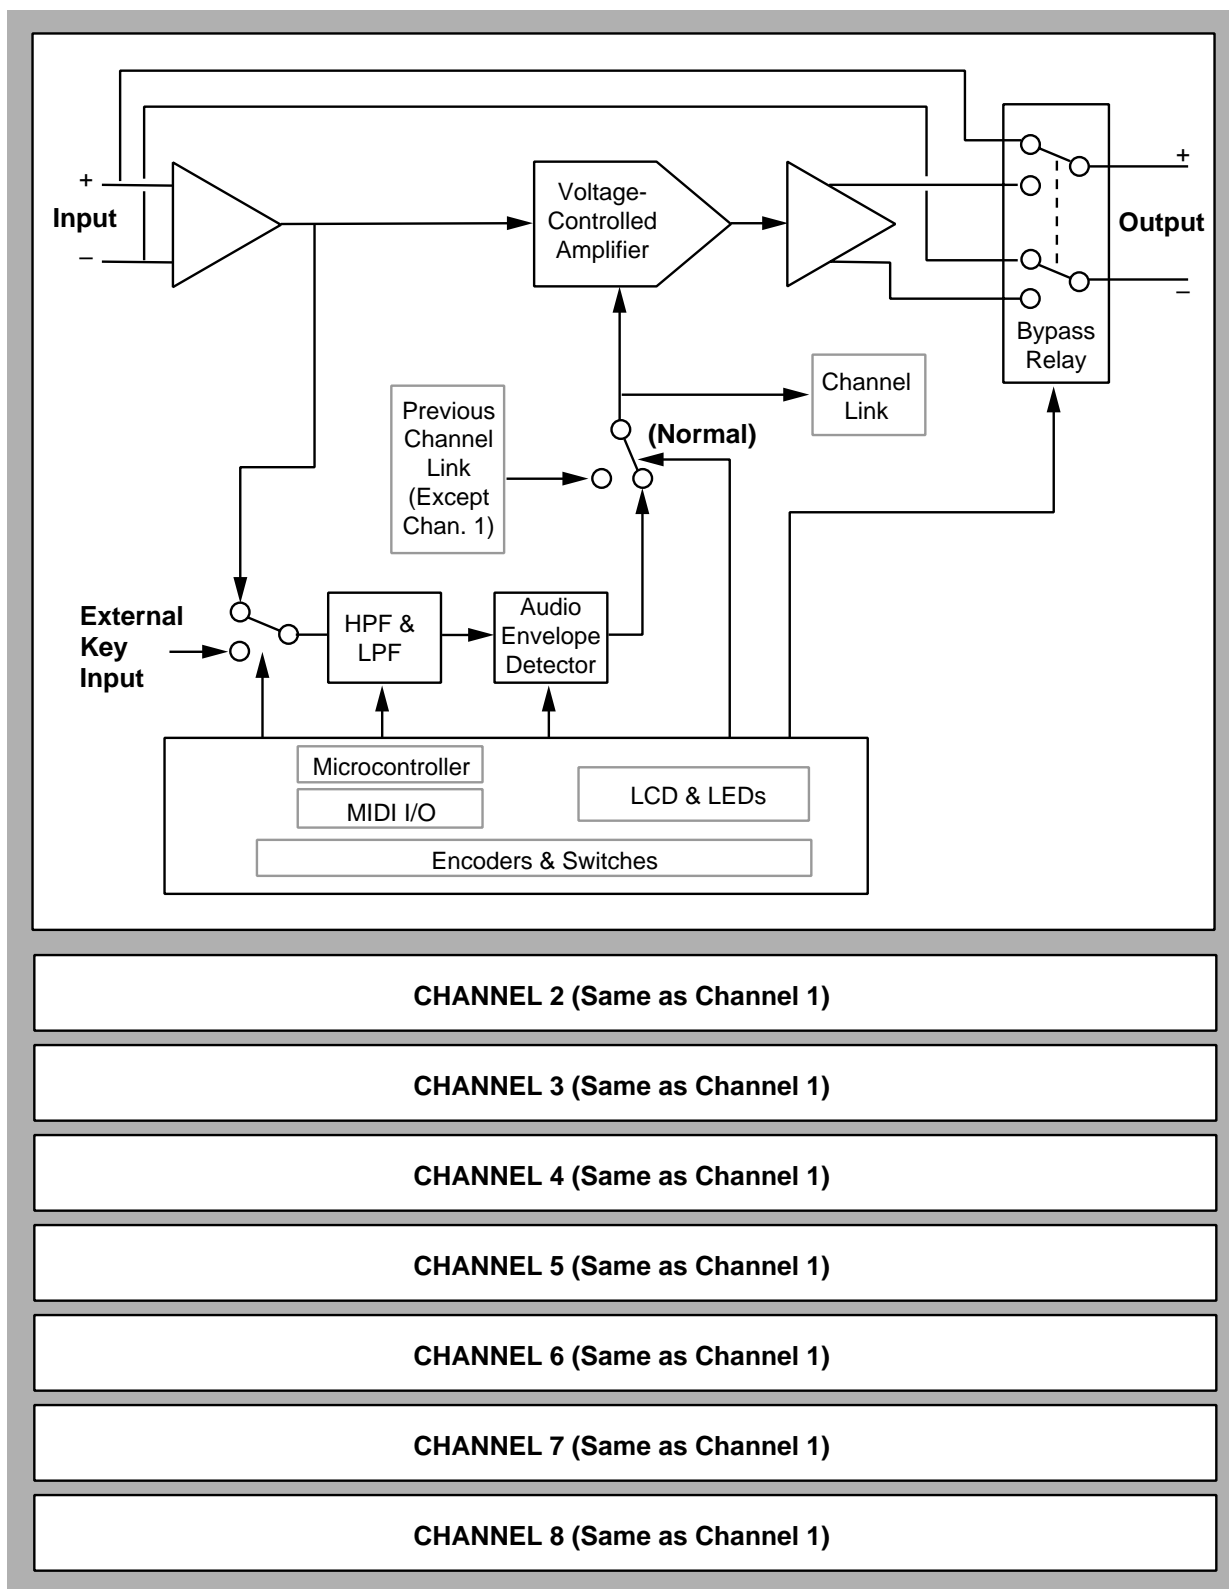 +
Input
–
Voltage-
Controlled
Amplifier
+
Output
–
Bypass
Relay
Channel
Link
Previous
Channel
Link
(Except
Chan. 1)
(Normal)
External
Key
Input
HPF &
LPF
Audio
Envelope
Detector
Microcontroller
MIDI I/O
LCD & LEDs
Encoders & Switches
CHANNEL 2 (Same as Channel 1)
CHANNEL 3 (Same as Channel 1)
CHANNEL 4 (Same as Channel 1)
CHANNEL 5 (Same as Channel 1)
CHANNEL 6 (Same as Channel 1)
CHANNEL 7 (Same as Channel 1)
CHANNEL 8 (Same as Channel 1)